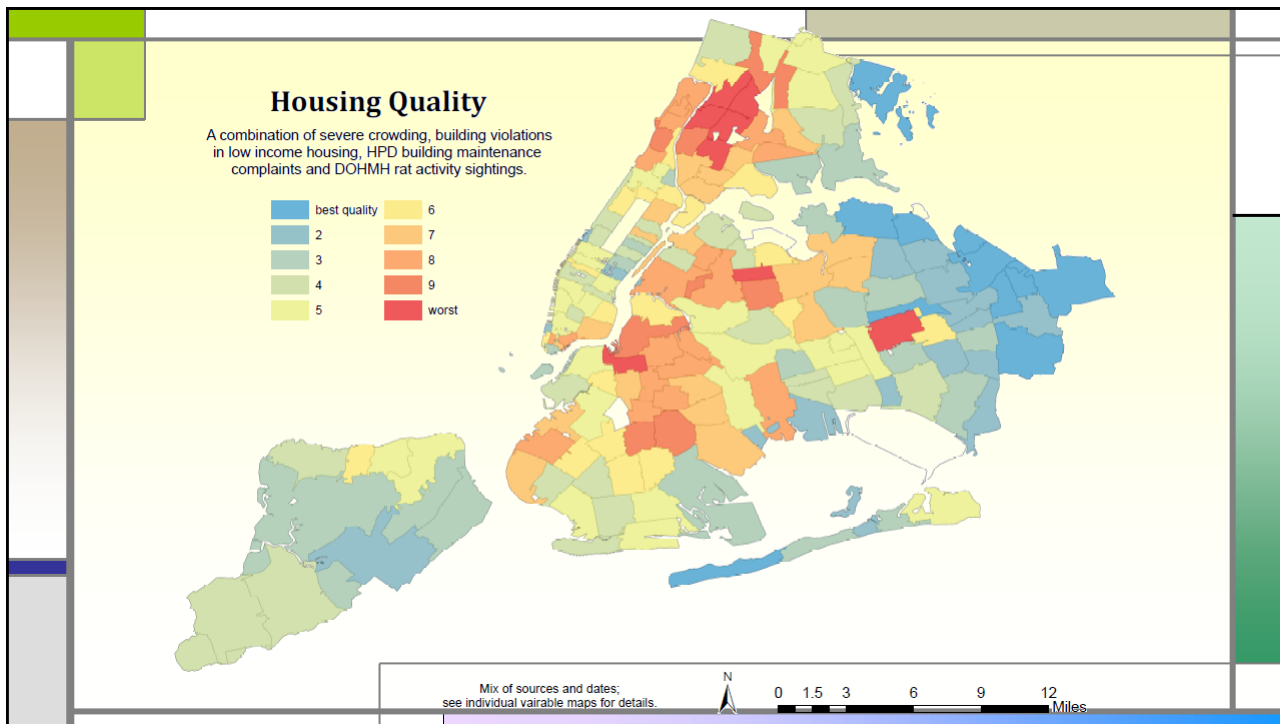 Housing Quality
A combination of severe crowding, building violations
in low income housing, HPD building maintenance
complaints and DOHMH rat activity sightings.
best quality
2
3
4
5
6
7
8
9
worst
Mix of sources and dates;
see individual vairable maps for details.
N
0 1.5 3 6 9 12
Miles